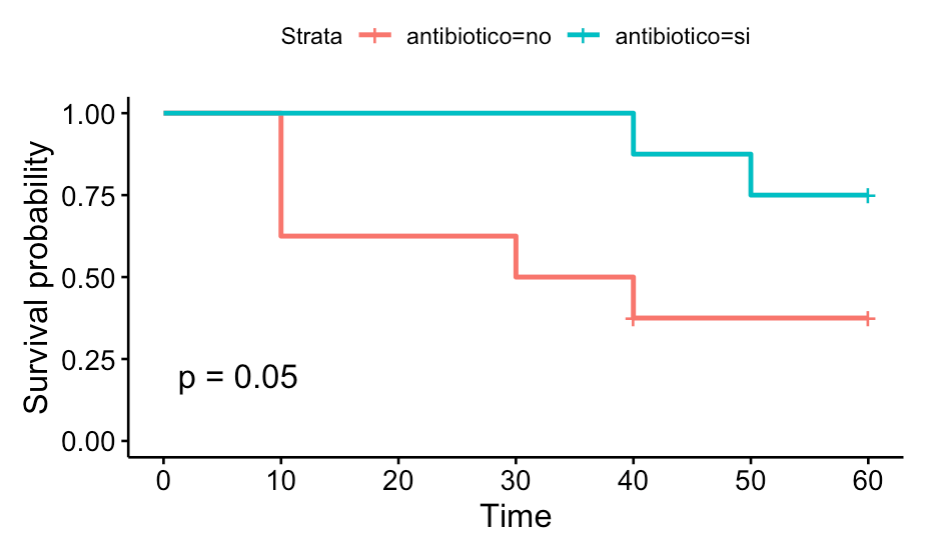 Strata antibiotico=no antibiotico=si
Survival probability
1.00
0.75
0.50
0.25
0.00
p = 0.05
0 10 20 30 40 50 60
Time